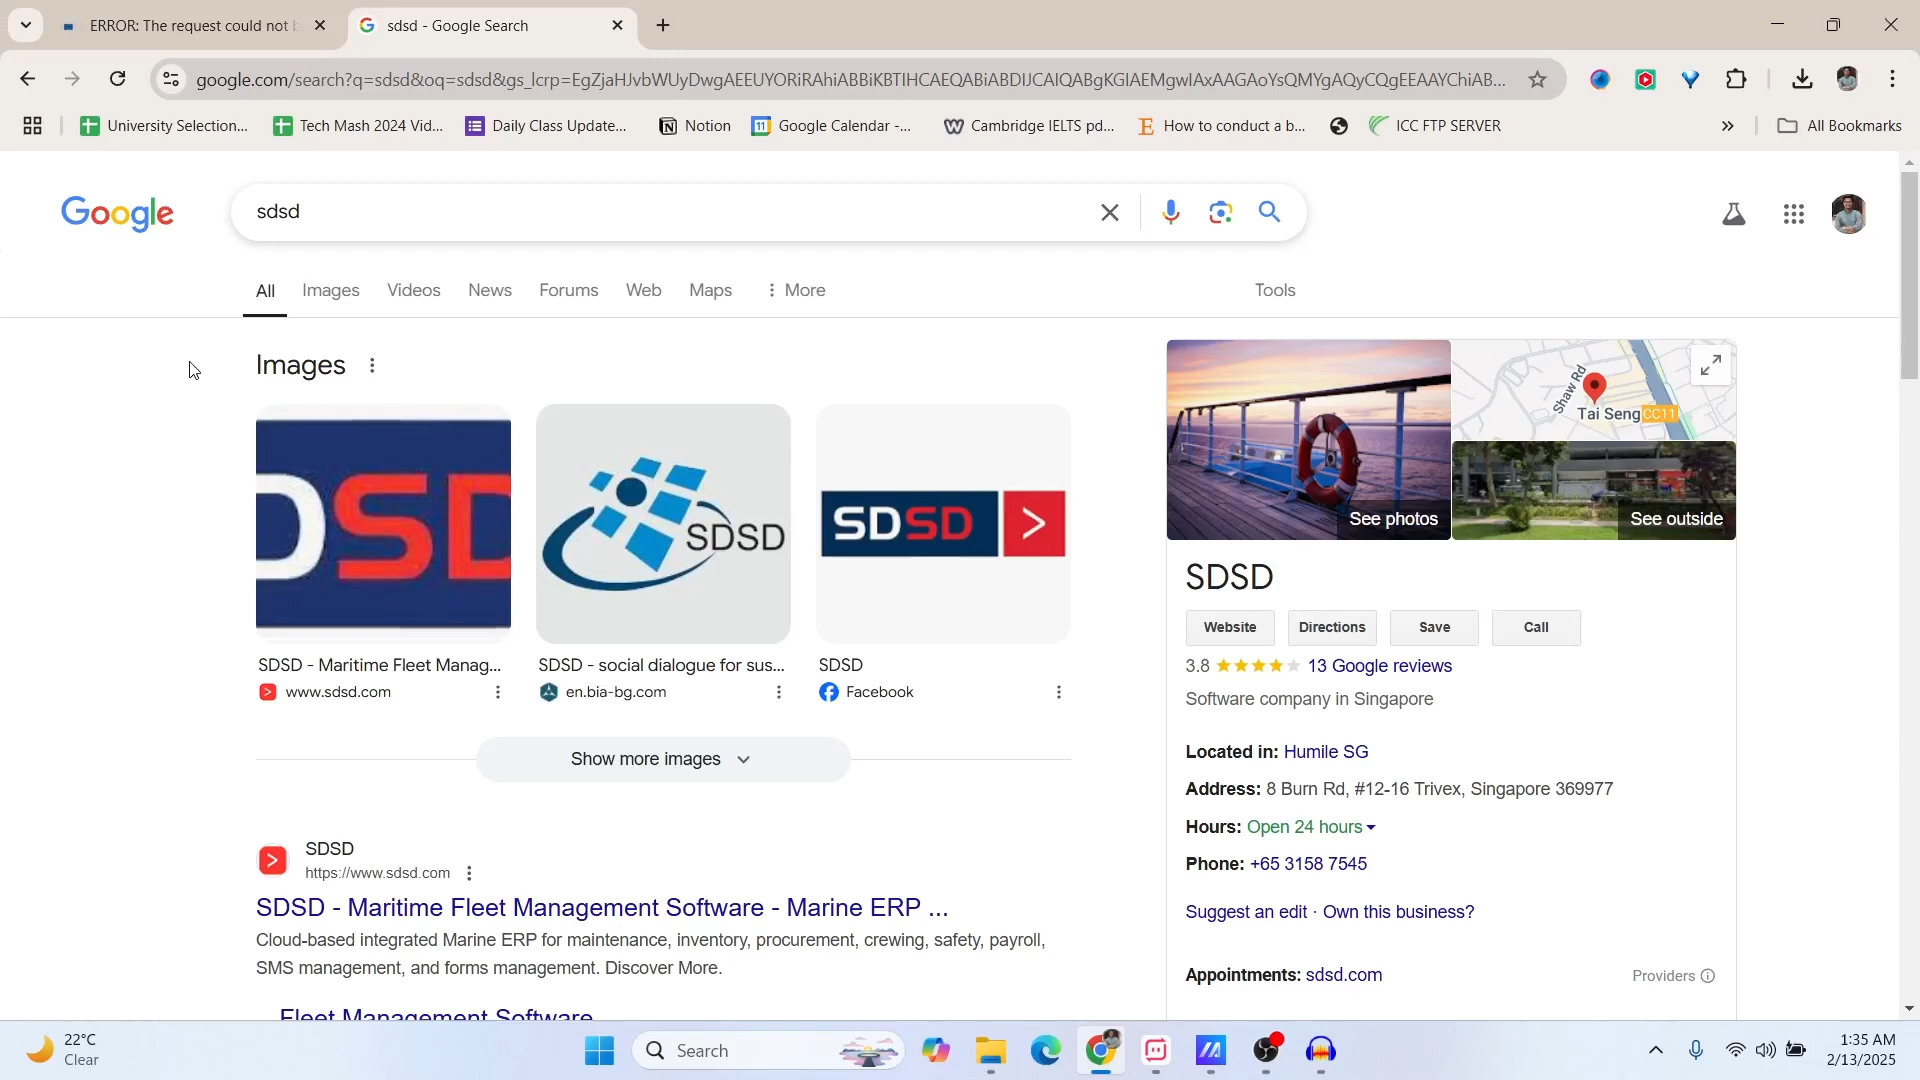 ERROR: The request could not b
sdsd - Google Search
google.com/search?q=sdsd&oq=sdsd&gs_lcrp=EgZjaHJvbWUyDwgAEEUYORiRAhiABBiKBTIHCAEQABiABDIJCAIQABgKGIAEMgwIAxAAGAoYsQMYgAQyCQgEEAAYChiAB...
University Selection...
Tech Mash 2024 Vid...
Daily Class Update...
Notion
Google Calendar -...
Cambridge IELTS pd...
How to conduct a b...
ICC FTP SERVER
All Bookmarks
Google
sdsd
All
Images
Videos
News
Forums
Web
Maps
More
Tools
Images
DSD
SDSD
SDSD
SDSD - Maritime Fleet Manag...
www.sdsd.com
SDSD - social dialogue for sus...
en.bia-bg.com
SDSD
Facebook
Show more images
SDSD
https://www.sdsd.com
SDSD - Maritime Fleet Management Software - Marine ERP ...
Cloud-based integrated Marine ERP for maintenance, inventory, procurement, crewing, safety, payroll,
SMS management, and forms management. Discover More.
Fleet Management Software
Shaw Rd
Tai Seng CC11
See photos
See outside
SDSD
Website
Directions
Save
Call
3.8
13 Google reviews
Software company in Singapore
Located in: Humile SG
Address: 8 Burn Rd, #12-16 Trivex, Singapore 369977
Hours: Open 24 hours
Phone: +65 3158 7545
Suggest an edit · Own this business?
Appointments: sdsd.com
Providers
22°C
Clear
Search
1:35 AM
2/13/2025